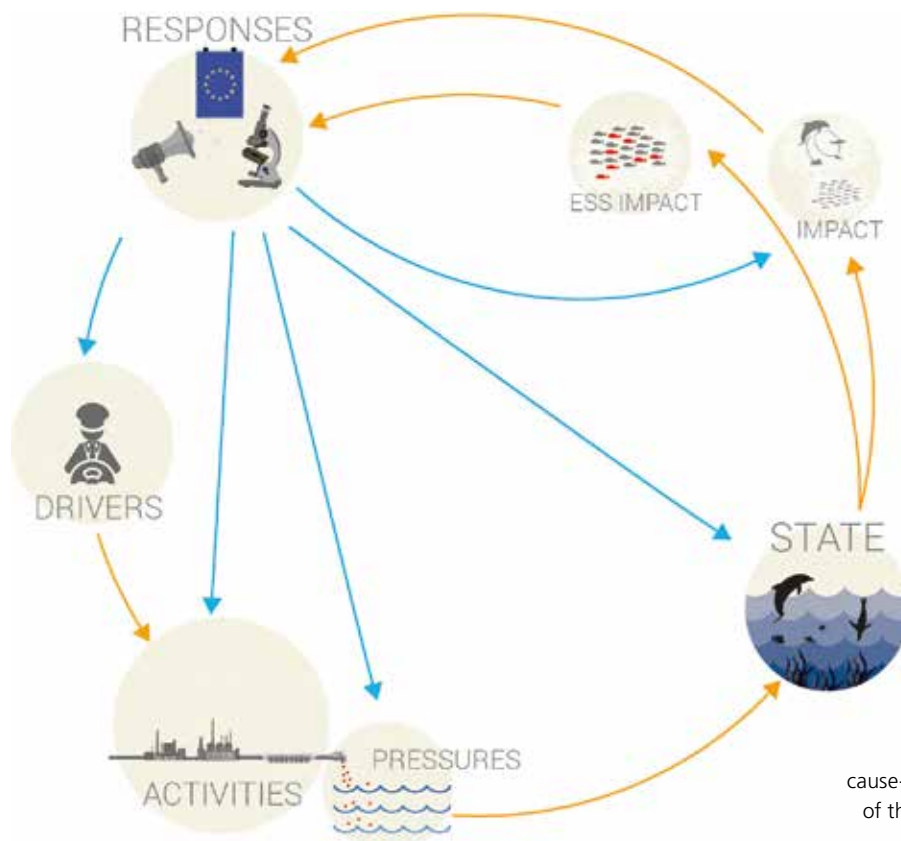 RESPONSES
ESS IMPACT
IMPACT
DRIVERS
STATE
PRESSURES
ACTIVITIES
cause-
of th